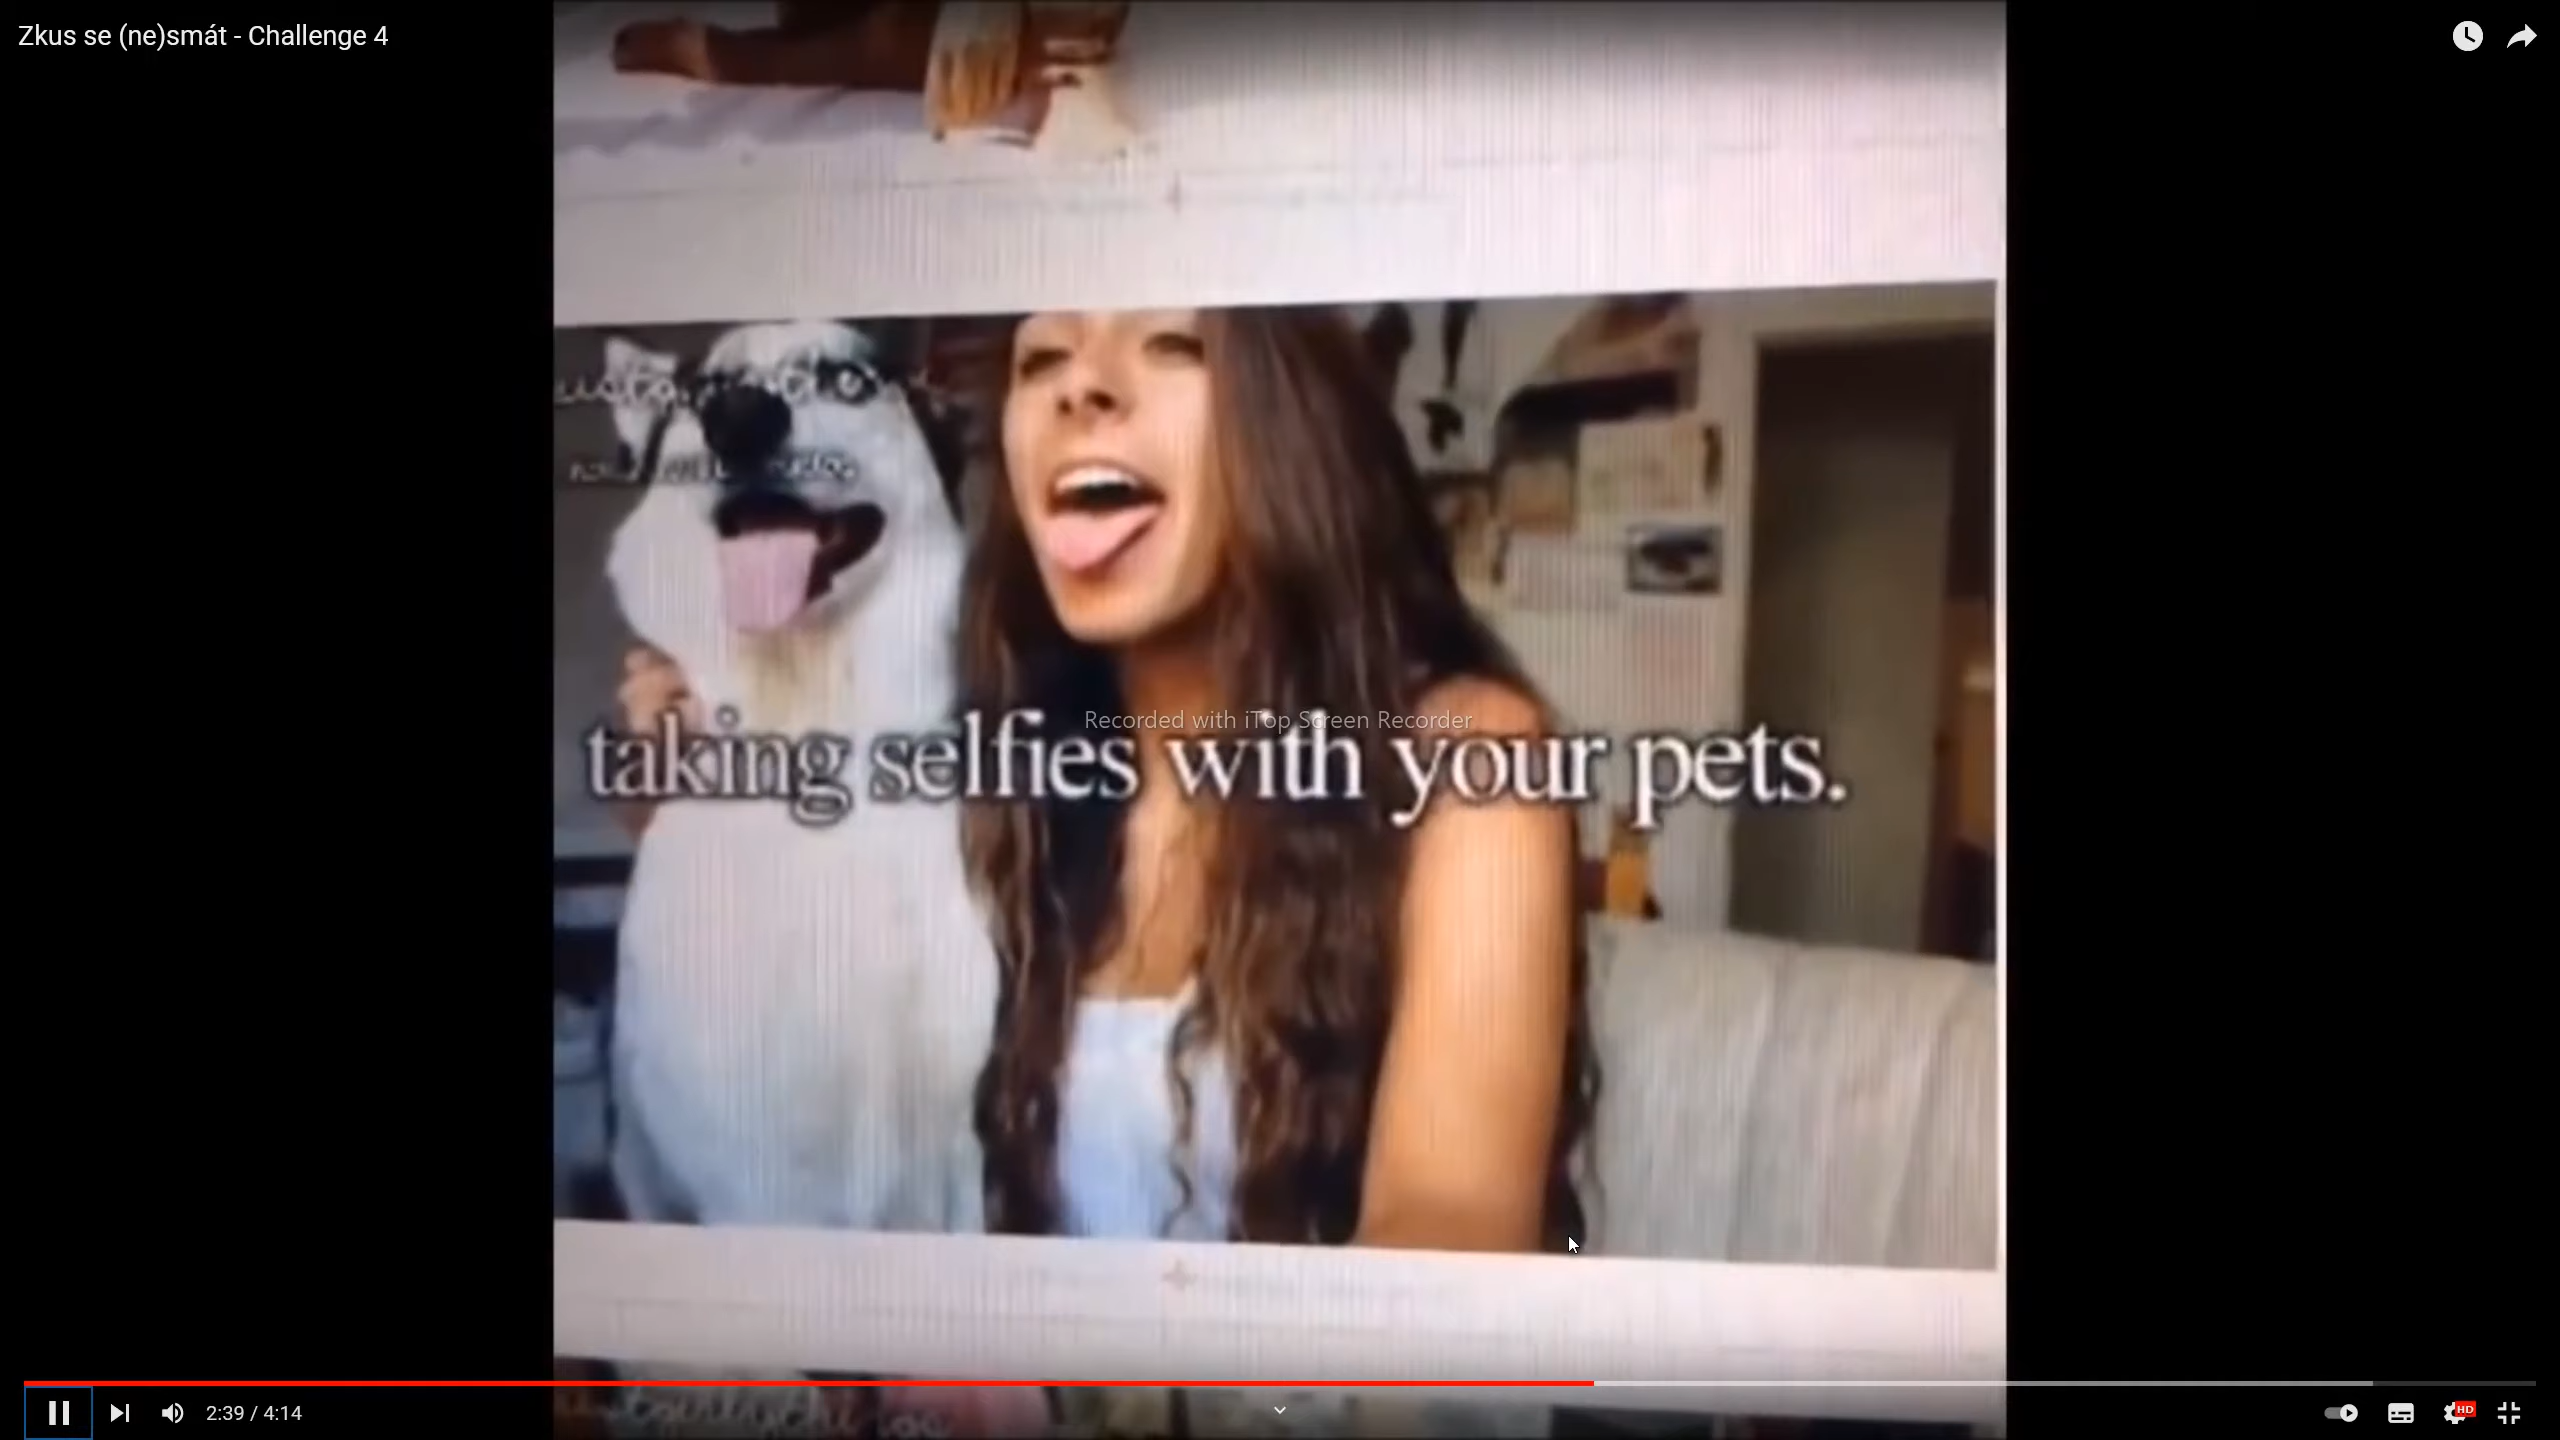 Zkus se (ne)smát - Challenge 4
Recorded with iTop Screen Recorder
taking selfies with your pets.
2:39 / 4:14
HD